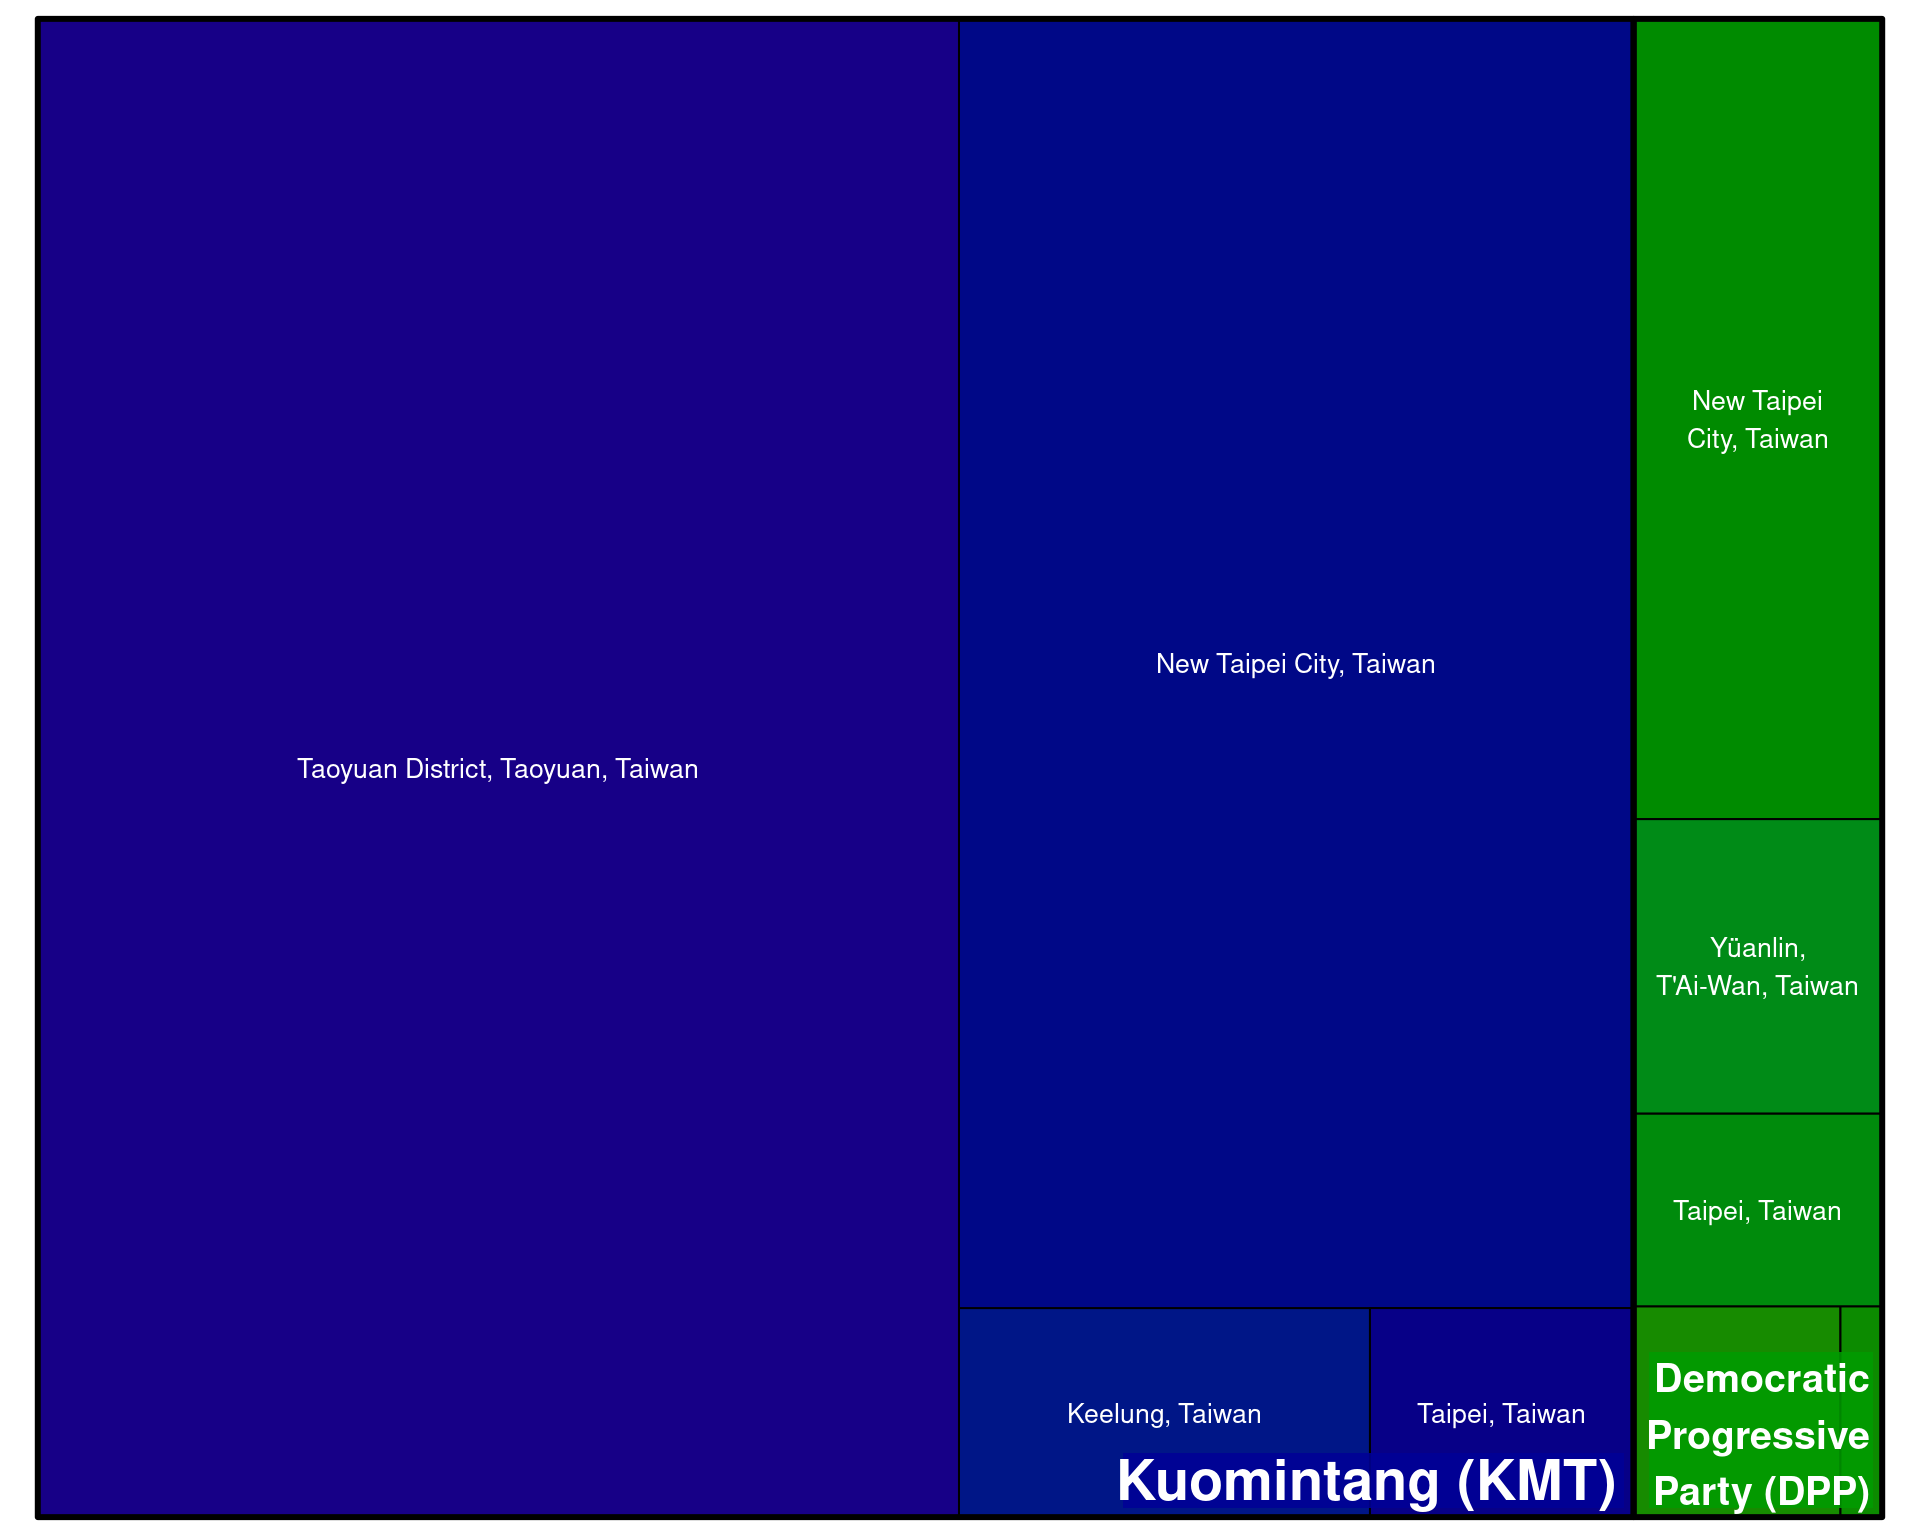 Taoyuan District, Taoyuan, Taiwan
New Taipei City, Taiwan
Keelung, Taiwan
Taipei, Taiwan
Kuomintang (KMT)
New Taipei
City, Taiwan
Yüanlin,
T'Ai-Wan, Taiwan
Taipei, Taiwan
Democratic
Progressive
Party (DPP)